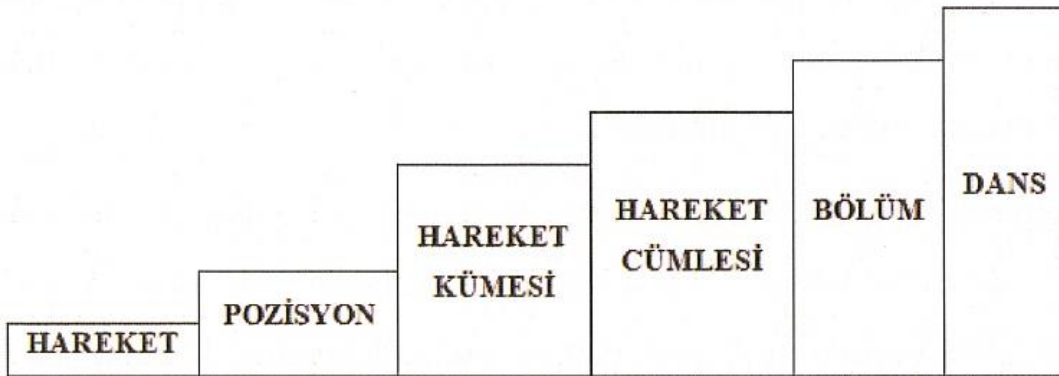 HAREKET
POZİSYON
HAREKET
KÜMESİ
HAREKET
CÜMLESİ
BÖLÜM
DANS